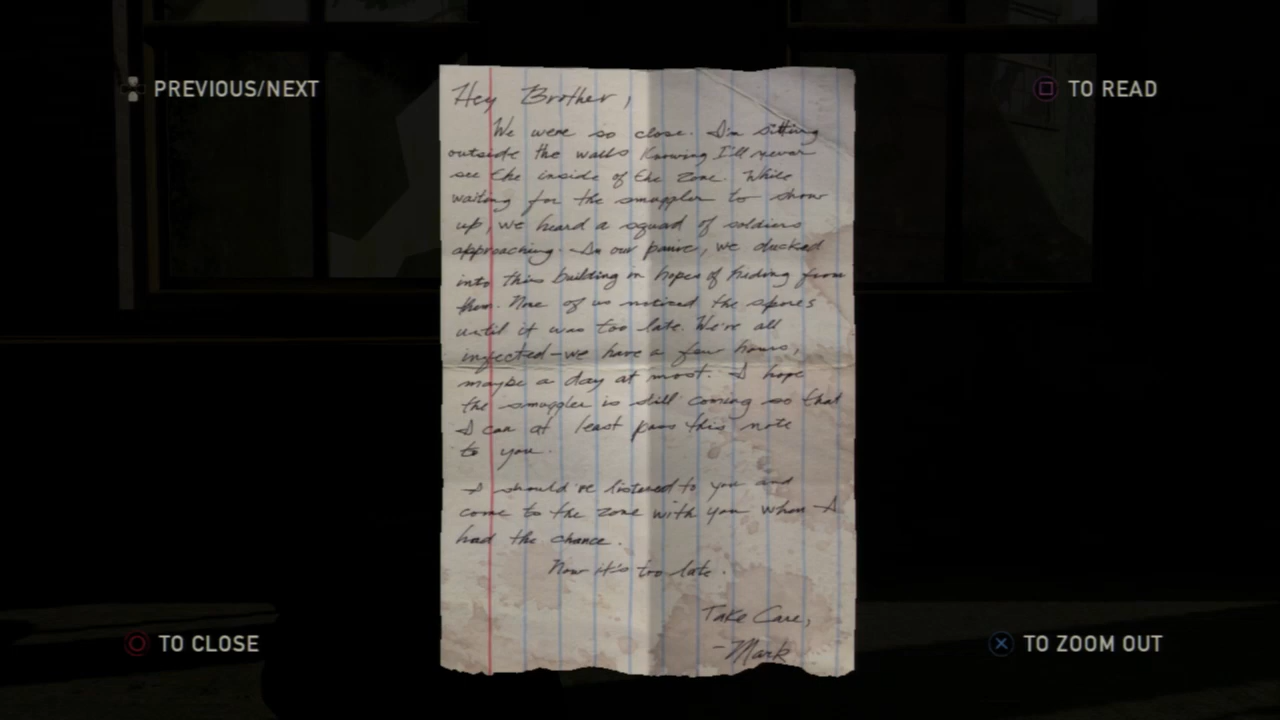 PREVIOUS/NEXT
TO READ
Hey Brother,
We were so close. I'm sitting
outside the walls knowing I'll never
see the inside of the zone. While
waiting for the smuggler to show
up, we heard a squad of soldiers
approaching. In our panic, we ducked
into this building in hopes of hiding from
them. None of us noticed the spores
until it was too late. We're all
infected-we have a few hours,
maybe a day at most. I hope
the smuggler is still coming so that
I can at least pass this note
to you.
I should've listened to you and
come to the zone with you when I
had the chance.
Now it's too late.
Take Care,
-Mark
TO CLOSE
TO ZOOM OUT